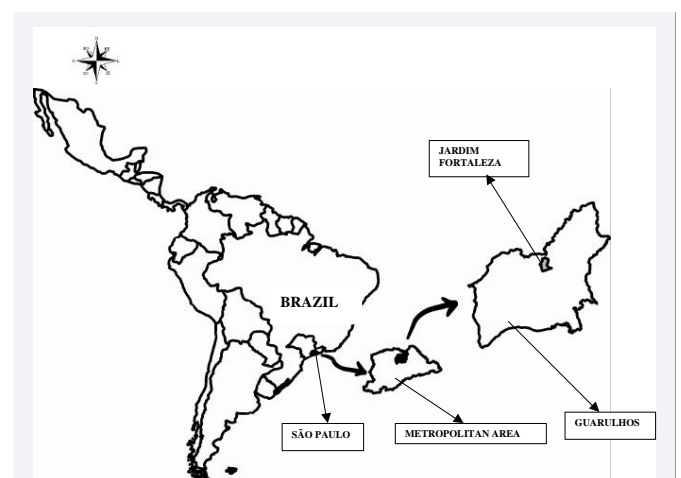 JARDIM
FORTALEZA
BRAZIL
GUARULHOS
SÃO PAULO
METROPOLITAN AREA